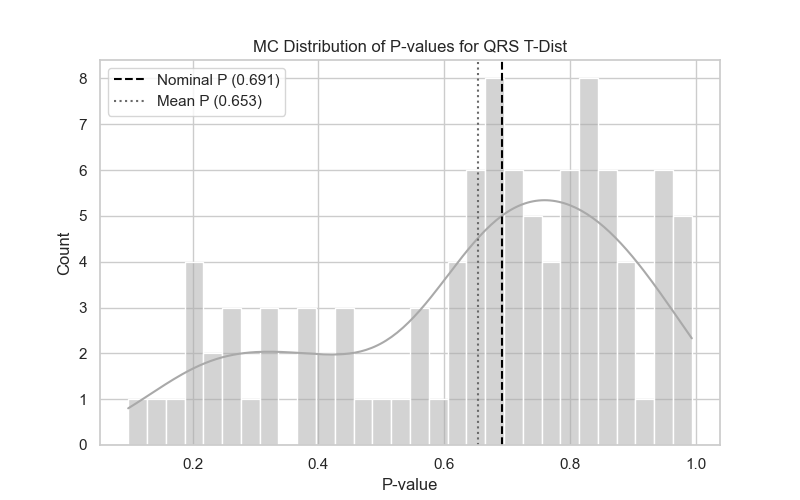 MC Distribution of P-values for QRS T-Dist
Nominal P (0.691)
Mean P (0.653)
Count
8
7
6
5
4
3
2
1
0
0.2 0.4 0.6 0.8 1.0
P-value